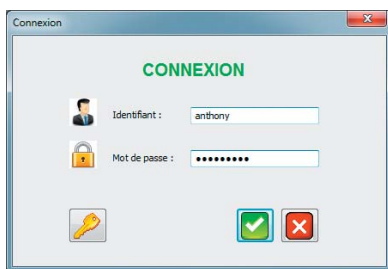 Connexion
CONNEXION
Identifiant :
anthony
Mot de passe :
•••••••••